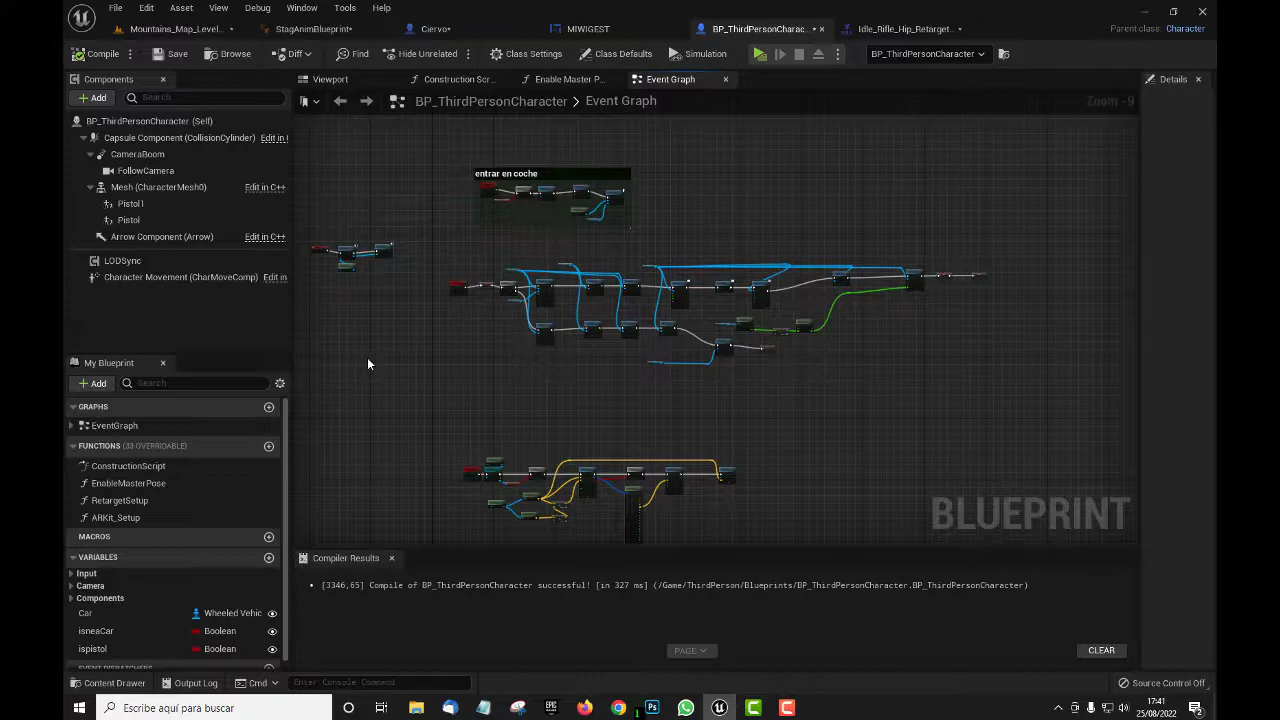 File Edit Asset View Debug Window Tools Help
Mountains_Map_Level.. StagAnimBlueprint* Ciervo* MIWIGEST BP_ThirdPersonCharac. Idle_Rifle_Hip_Retarget..
Parent class: Character
Compile Save Browse Diff Find Hide Unrelated Class Settings Class Defaults Simulation BP_ThirdPersonCharacter
Components Viewport Construction Scr... Enable Master P... Event Graph Details
Add Search BP_ThirdPersonCharacter > Event Graph Zoom -9
BP_ThirdPersonCharacter (Self)
Capsule Component (CollisionCylinder) Edit in
CameraBoom
FollowCamera
Mesh (CharacterMesh0) Edit in C++
Pistol1
Pistol
Arrow Component (Arrow) Edit in C++
LODSync
Character Movement (CharMoveComp) Edit in C++
entrar en coche
My Blueprint
Add Search
GRAPHS
EventGraph
FUNCTIONS (33 OVERRIDABLE)
ConstructionScript
EnableMasterPose
RetargetSetup
ARKit_Setup
MACROS
VARIABLES
Input
Camera
Components
Car Wheeled Vehic
isneaCar Boolean
ispistol Boolean
EVENT DISPATCHERS
BLUEPRINT
Compiler Results
[3346,65] Compile of BP_ThirdPersonCharacter successful! [in 327 ms] (/Game/ThirdPerson/Blueprints/BP_ThirdPersonCharacter.BP_ThirdPersonCharacter)
PAGE CLEAR
Content Drawer Output Log Cmd Enter Console Command Source Control Off
Escribe aquí para buscar
17:41
25/08/2022